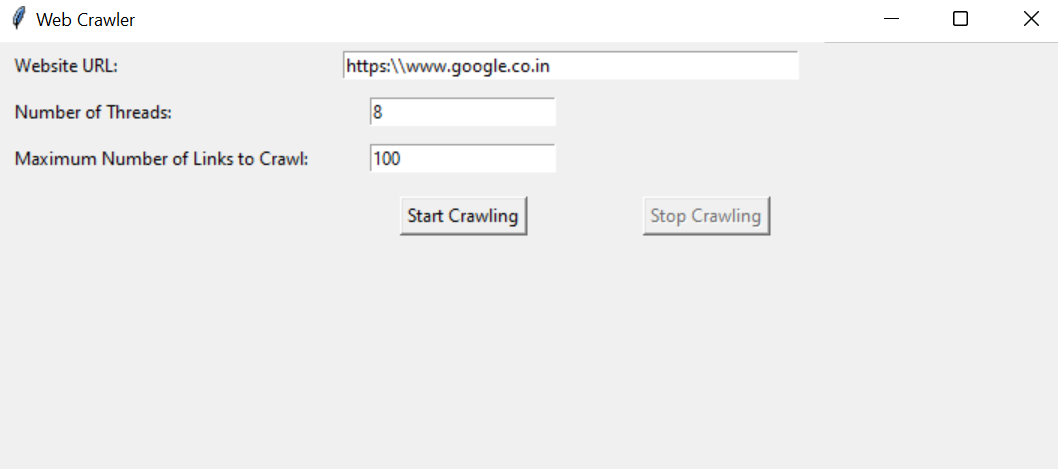 Web Crawler
Website URL: https:\\www.google.co.in
Number of Threads: 8
Maximum Number of Links to Crawl: 100
Start Crawling Stop Crawling